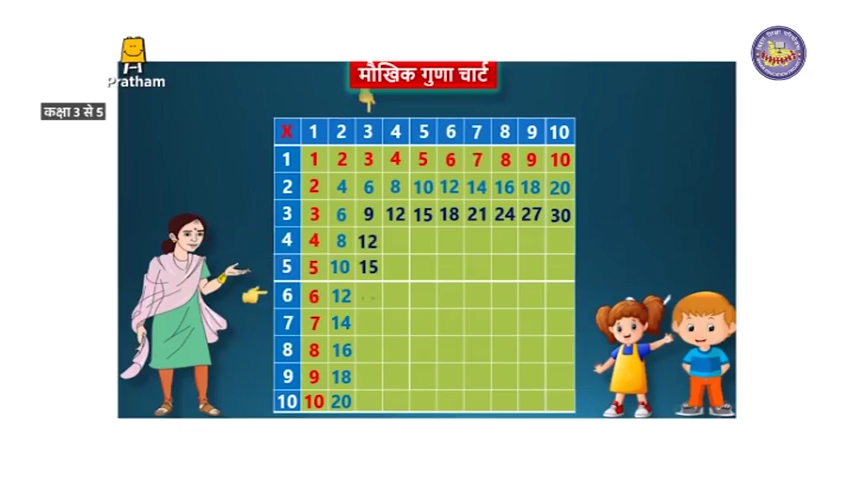 Pratham
मौखिक गुणा चार्ट
कक्षा 3 से 5
X 1 2 3 4 5 6 7 8 9 10
1 1 2 3 4 5 6 7 8 9 10
2 2 4 6 8 10 12 14 16 18 20
3 3 6 9 12 15 18 21 24 27 30
4 4 8 12
5 5 10 15
6 6 12
7 7 14
8 8 16
9 9 18
10 10 20